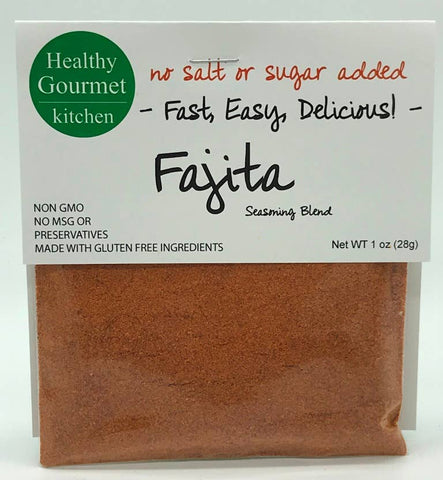 Healthy
Gourmet
kitchen
no salt or sugar added
- Fast, Easy, Delicious! -
Fajita
Seasoning Blend
NON GMO
NO MSG OR
PRESERVATIVES
MADE WITH GLUTEN FREE INGREDIENTS
Net WT 1 oz (28g)